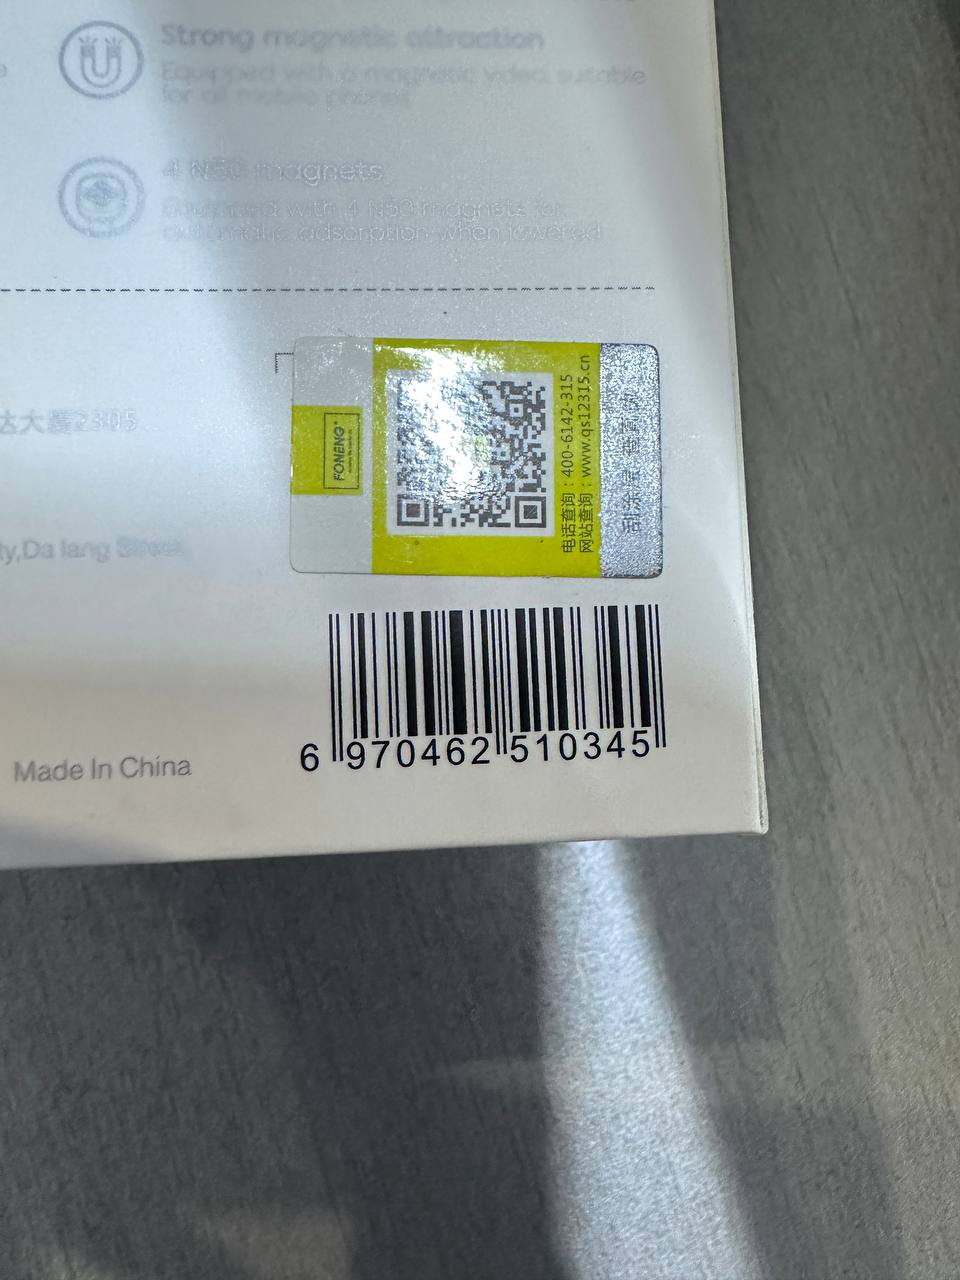 Strong magnetic attraction
Equipped with a magnetic video suitable
for all mobile phones
4 N50 magnets
Equipped with 4 N50 magnets for
automatic adsorption when lowered
达大厦2305
ty,Da lang Street,
FONENG
电话查询：400-6142-315
网站查询：www.qs12315.cn
刮涂层 查真伪
Made In China
6 970462 510345